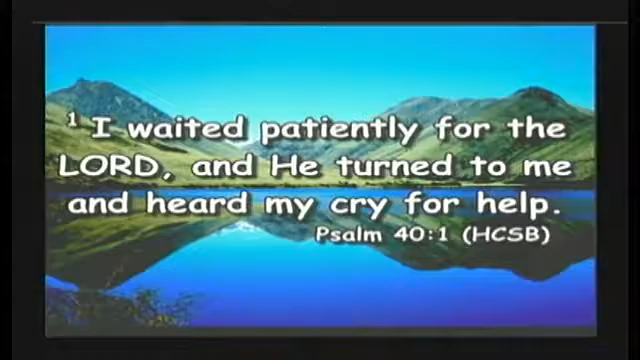 1 I waited patiently for the
LORD, and He turned to me
and heard my cry for help.
Psalm 40:1 (HCSB)